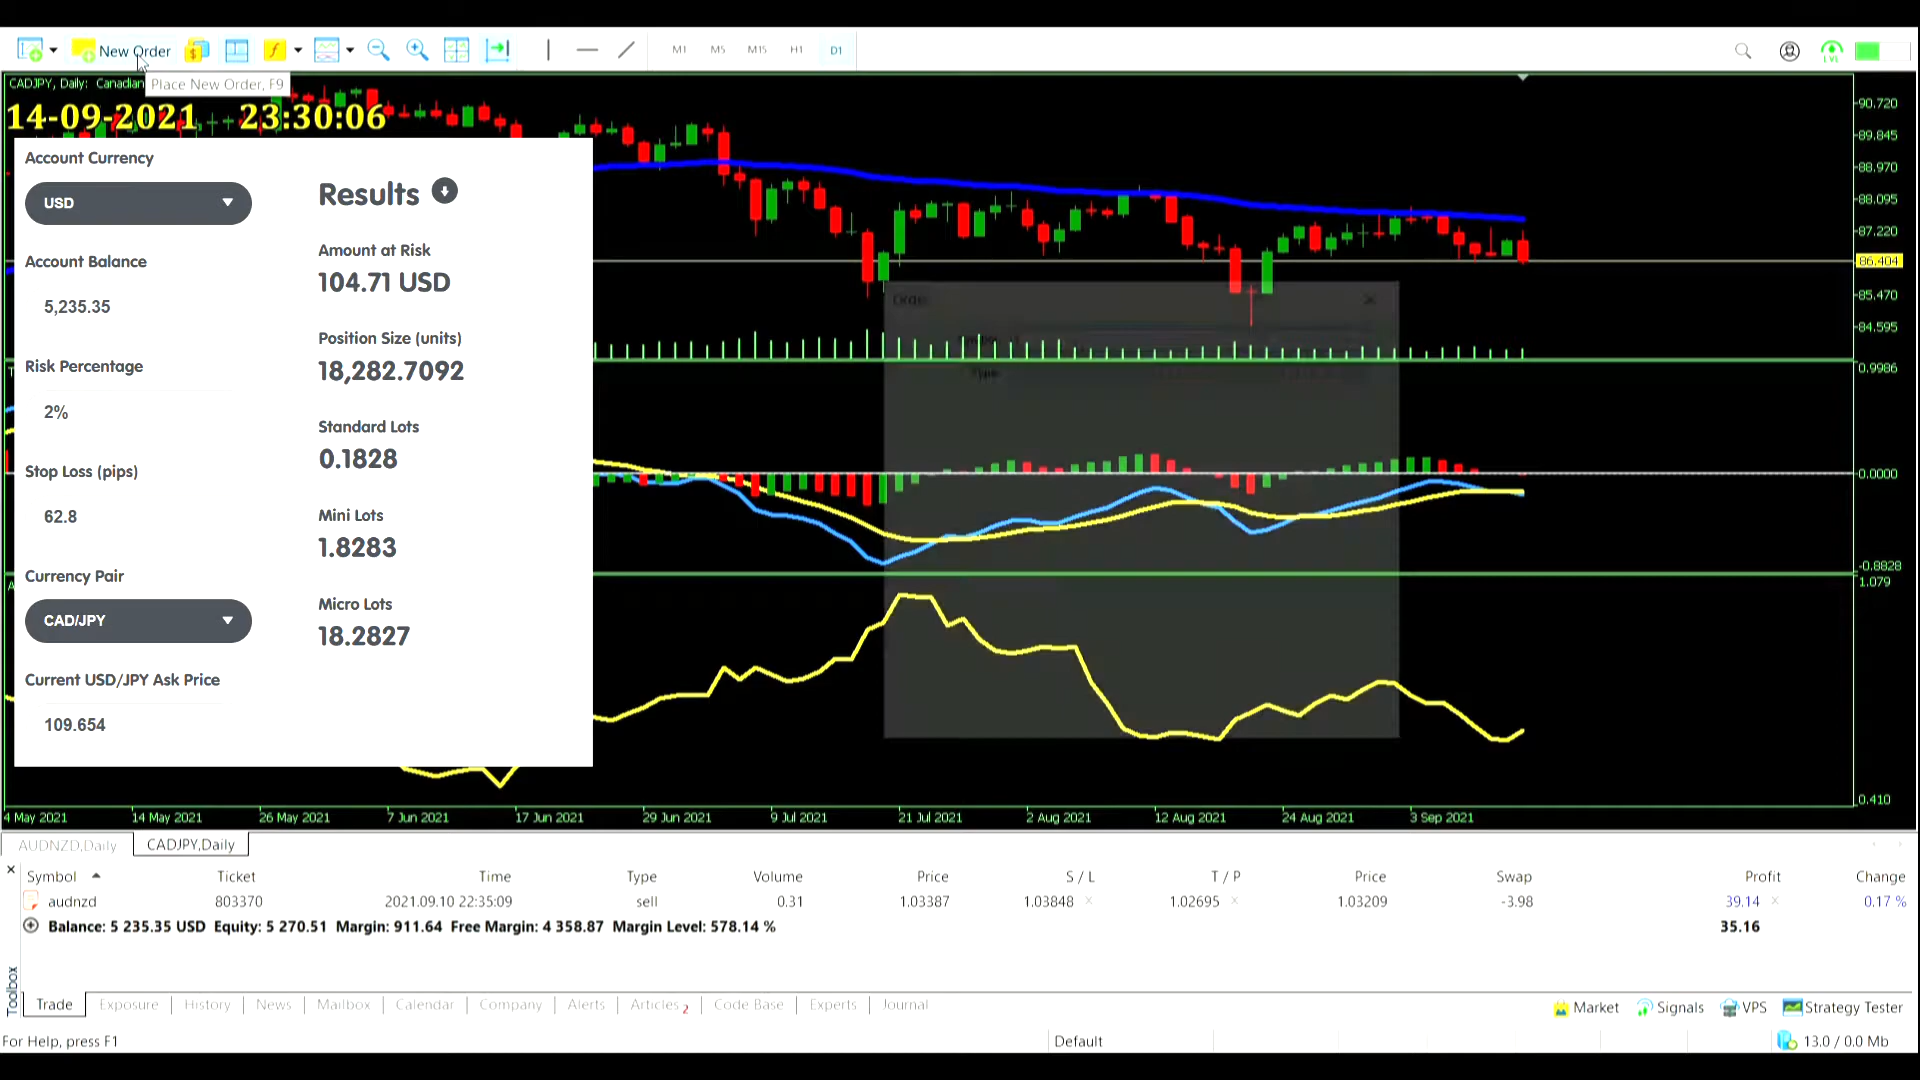 New Order
M1 M5 M15 H1 D1
CADJPY, Daily: Canadian
Place New Order, F9
14-09-2021 23:30:06
Account Currency
USD
Account Balance
5,235.35
Risk Percentage
2%
Stop Loss (pips)
62.8
Currency Pair
CAD/JPY
Current USD/JPY Ask Price
109.654
Results
Amount at Risk
104.71 USD
Position Size (units)
18,282.7092
Standard Lots
0.1828
Mini Lots
1.8283
Micro Lots
18.2827
Order
Type
90.720
89.845
88.970
88.095
87.220
86.404
85.470
84.595
0.9986
0.0000
-0.8828
1.079
0.410
4 May 2021 14 May 2021 26 May 2021 7 Jun 2021 17 Jun 2021 29 Jun 2021 9 Jul 2021 21 Jul 2021 2 Aug 2021 12 Aug 2021 24 Aug 2021 3 Sep 2021
AUDNZD,Daily CADJPY,Daily
Symbol Ticket Time Type Volume Price S / L T / P Price Swap Profit Change
audnzd 803370 2021.09.10 22:35:09 sell 0.31 1.03387 1.03848 1.02695 1.03209 -3.98 39.14 0.17 %
Balance: 5 235.35 USD Equity: 5 270.51 Margin: 911.64 Free Margin: 4 358.87 Margin Level: 578.14 % 35.16
Toolbox
Trade Exposure History News Mailbox Calendar Company Alerts Articles 2 Code Base Experts Journal
Market Signals VPS Strategy Tester
For Help, press F1 Default 13.0 / 0.0 Mb